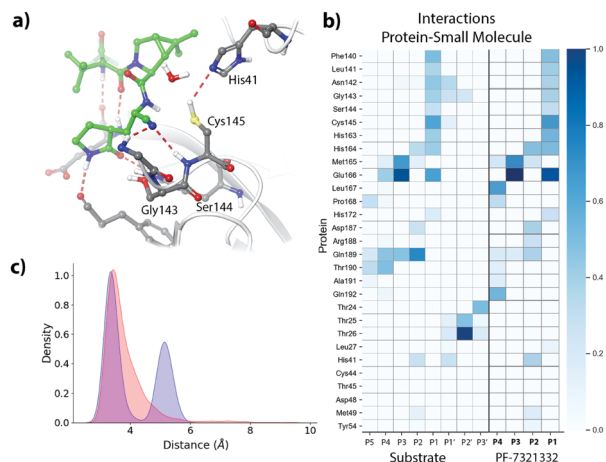 a)
His41
Cys145
Gly143
Ser144
b)
Interactions
Protein-Small Molecule
Protein
Phe140
Leu141
Asn142
Gly143
Ser144
Cys145
His163
His164
Met165
Glu166
Leu167
Pro168
His172
Asp187
Arg188
Gln189
Thr190
Ala191
Gln192
Thr24
Thr25
Thr26
Leu27
His41
Cys44
Thr45
Asp48
Met49
Tyr54
P5 P4 P3 P2 P1 P1' P2' P3' P4 P3 P2 P1
Substrate PF-7321332
1.0
0.8
0.6
0.4
0.2
0.0
c)
Density
1.0
0.8
0.6
0.4
0.2
0.0
4 6 8 10
Distance (Å)